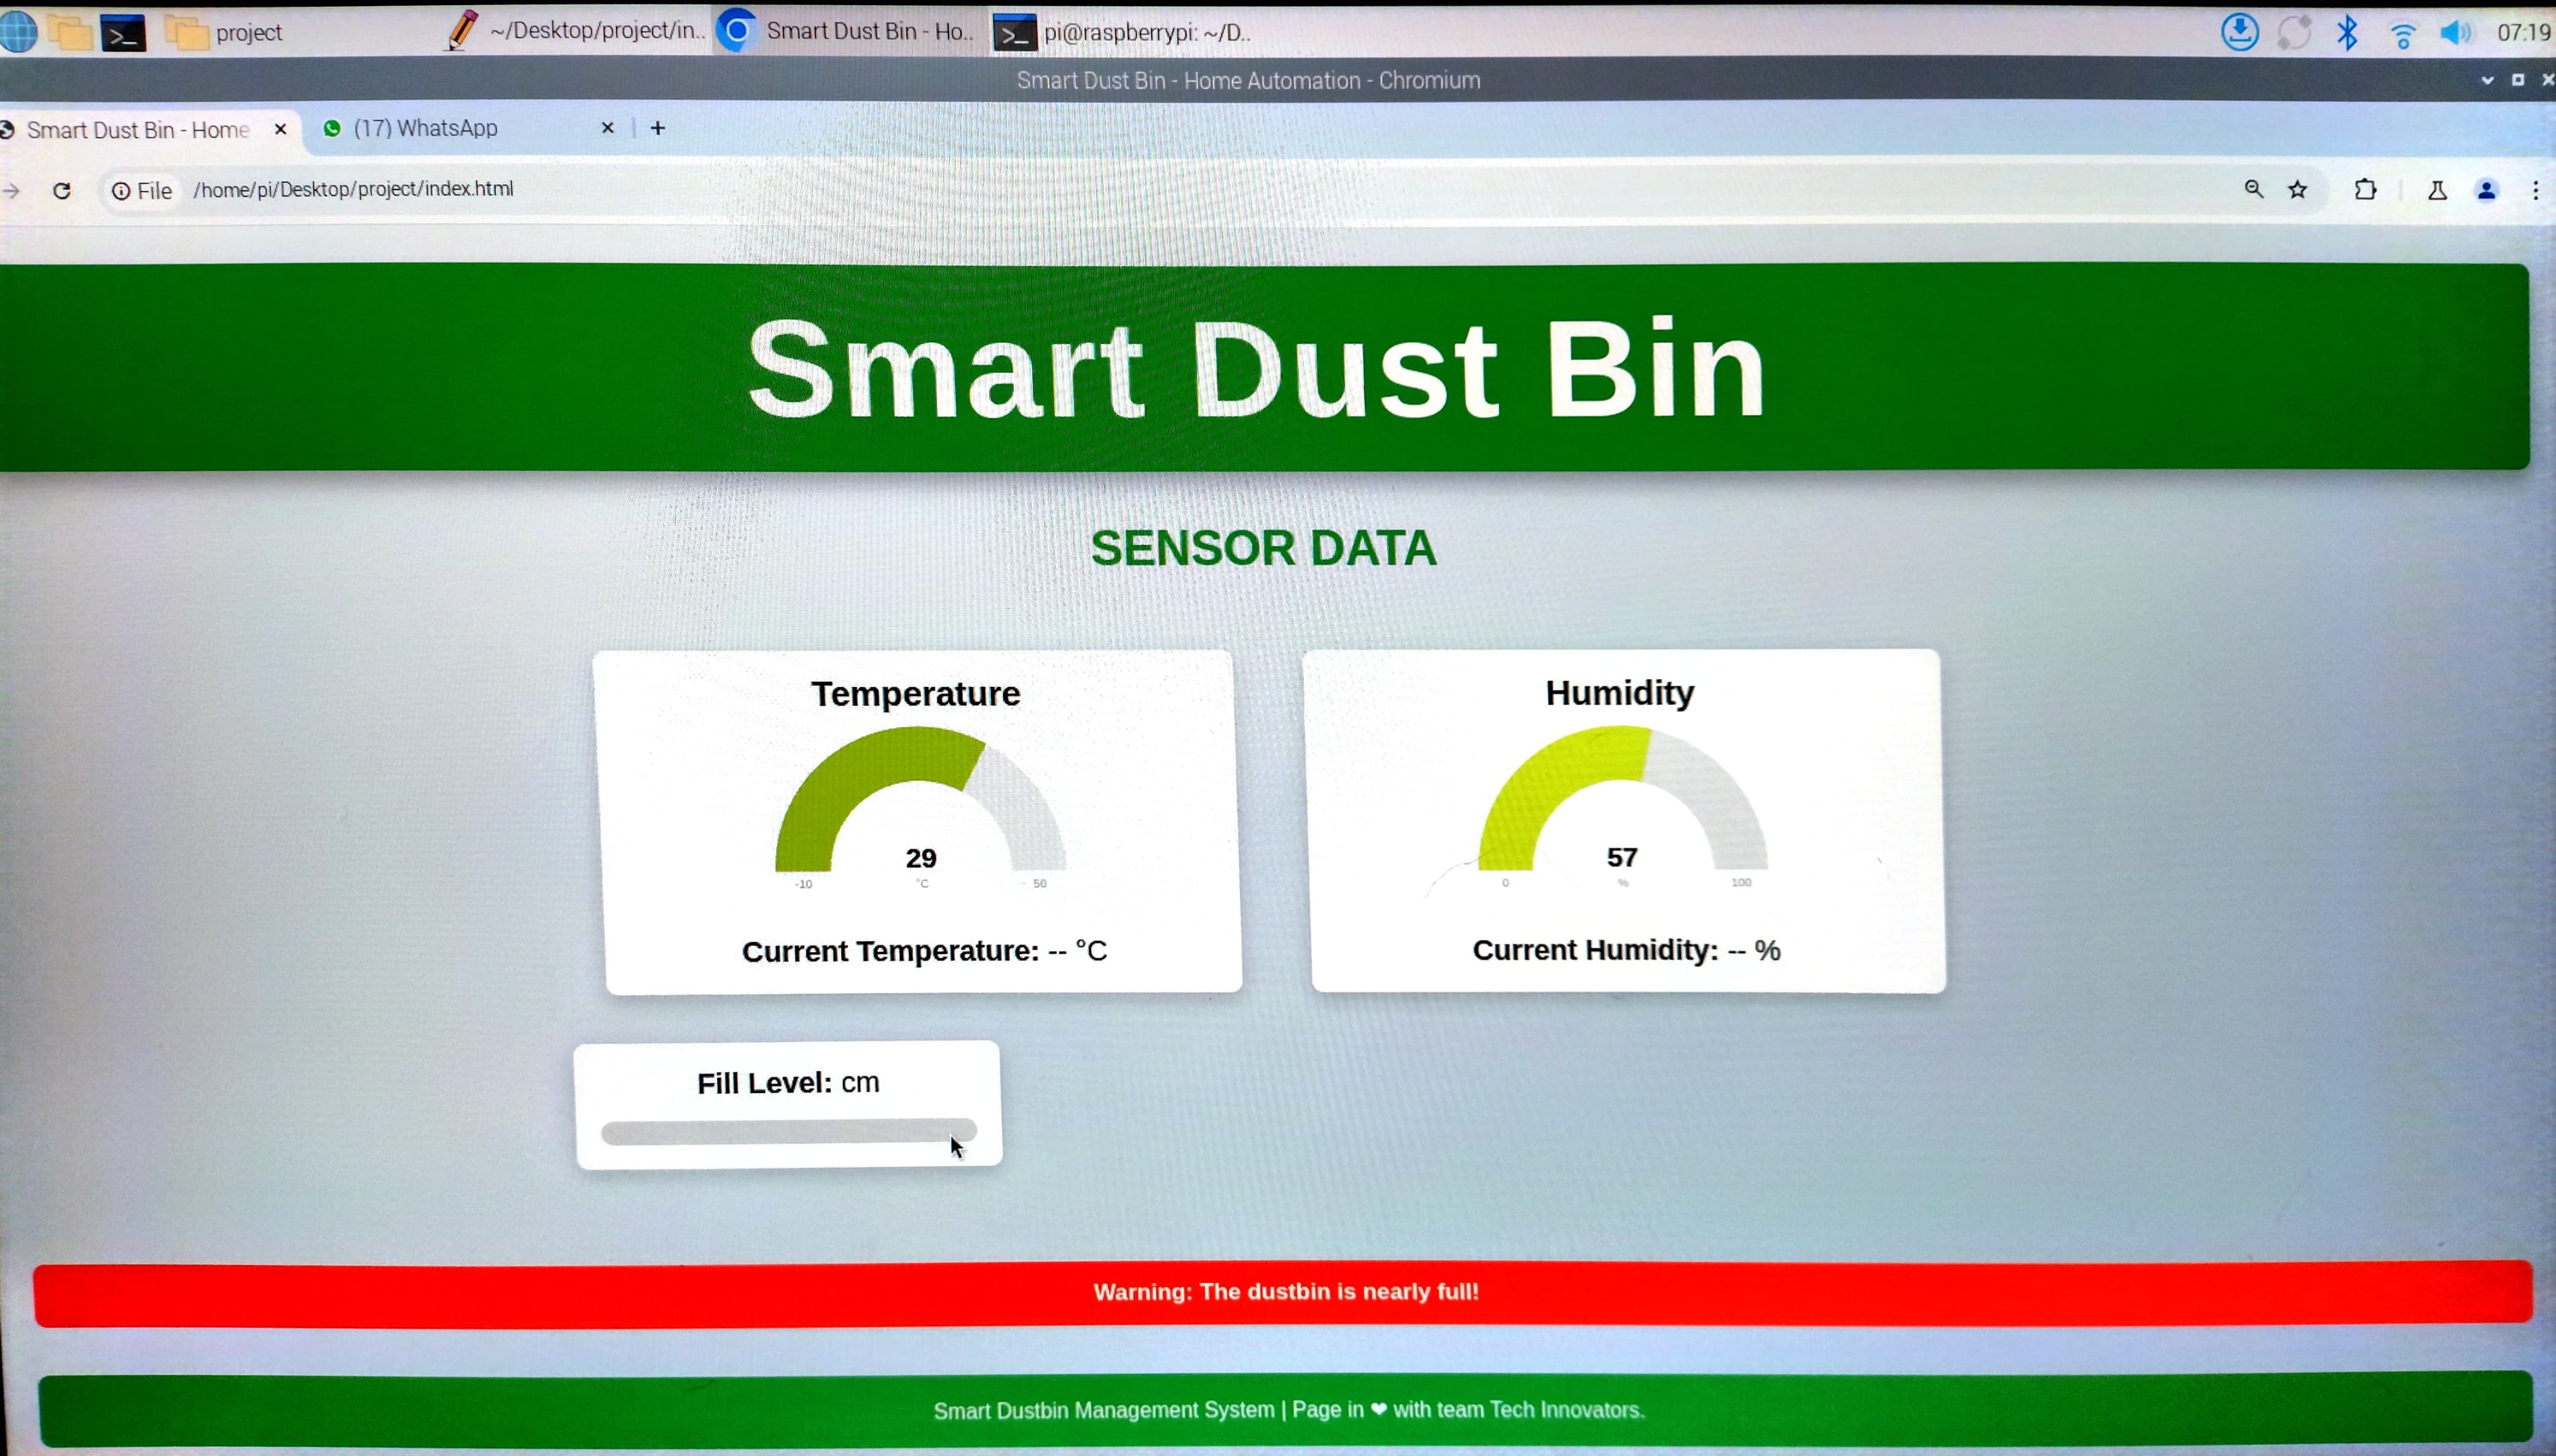 project
~/Desktop/project/in..
Smart Dust Bin - Ho..
pi@raspberrypi: ~/D..
07:19
Smart Dust Bin - Home Automation - Chromium
Smart Dust Bin - Home
(17) WhatsApp
File
/home/pi/Desktop/project/index.html
Smart Dust Bin
SENSOR DATA
Temperature
29
-10
°C
50
Current Temperature: -- °C
Humidity
57
0
%
100
Current Humidity: -- %
Fill Level: cm
Warning: The dustbin is nearly full!
Smart Dustbin Management System | Page in ❤ with team Tech Innovators.